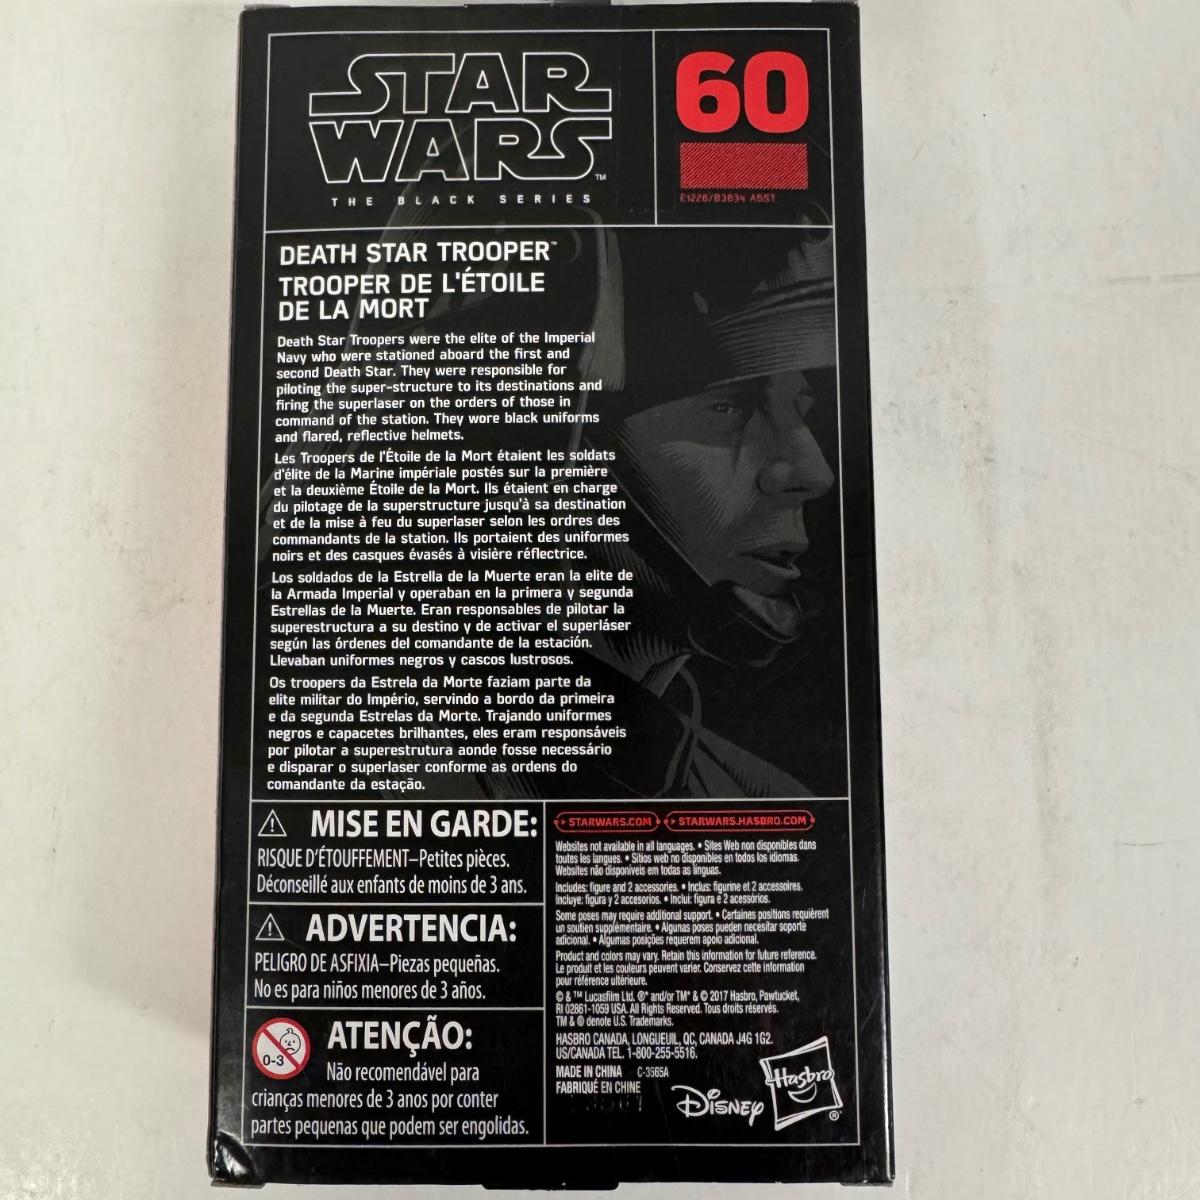 STAR
WARS™
THE BLACK SERIES
60
E1226/B3834 ASST
DEATH STAR TROOPER™
TROOPER DE L'ÉTOILE
DE LA MORT
Death Star Troopers were the elite of the Imperial
Navy who were stationed aboard the first and
second Death Star. They were responsible for
piloting the super-structure to its destinations and
firing the superlaser on the orders of those in
command of the station. They wore black uniforms
and flared, reflective helmets.
Les Troopers de l'Étoile de la Mort étaient les soldats
d'élite de la Marine impériale postés sur la première
et la deuxième Étoile de la Mort. Ils étaient en charge
du pilotage de la superstructure jusqu'à sa destination
et de la mise à feu du superlaser selon les ordres des
commandants de la station. Ils portaient des uniformes
noirs et des casques évasés à visière réflectrice.
Los soldados de la Estrella de la Muerte eran la elite de
la Armada Imperial y operaban en la primera y segunda
Estrellas de la Muerte. Eran responsables de pilotar la
superestructura a su destino y de activar el superláser
según las órdenes del comandante de la estación.
Llevaban uniformes negros y cascos lustrosos.
Os troopers da Estrela da Morte faziam parte da
elite militar do Império, servindo a bordo da primeira
e da segunda Estrelas da Morte. Trajando uniformes
negros e capacetes brilhantes, eles eram responsáveis
por pilotar a superestrutura aonde fosse necessário
e disparar o superlaser conforme as ordens do
comandante da estação.
MISE EN GARDE:
RISQUE D'ÉTOUFFEMENT–Petites pièces.
Déconseillé aux enfants de moins de 3 ans.
ADVERTENCIA:
PELIGRO DE ASFIXIA–Piezas pequeñas.
No es para niños menores de 3 años.
0-3
ATENÇÃO:
Não recomendável para
crianças menores de 3 anos por conter
partes pequenas que podem ser engolidas.
STARWARS.COM STARWARS.HASBRO.COM
Websites not available in all languages. • Sites Web non disponibles dans
toutes les langues. • Sitios web no disponibles en todos los idiomas.
Websites não disponíveis em todas as línguas.
Includes: figure and 2 accessories. • Inclus: figurine et 2 accessoires.
Incluye: figura y 2 accesorios. • Inclui: figura e 2 acessórios.
Some poses may require additional support. • Certaines positions requièrent
un soutien supplémentaire. • Algunas poses pueden necesitar soporte
adicional. • Algumas posições requerem apoio adicional.
Product and colors may vary. Retain this information for future reference.
Le produit et les couleurs peuvent varier. Conservez cette information
pour référence ultérieure.
© & ™ Lucasfilm Ltd. ®* and/or TM* & © 2017 Hasbro, Pawtucket,
RI 02861-1059 USA. All Rights Reserved. Tous droits réservés.
TM & ® denote U.S. Trademarks.
HASBRO CANADA, LONGUEUIL, QC, CANADA J4G 1G2.
US/CANADA TEL. 1-800-255-5516.
MADE IN CHINA C-3565A
FABRIQUÉ EN CHINE
Disney
Hasbro®